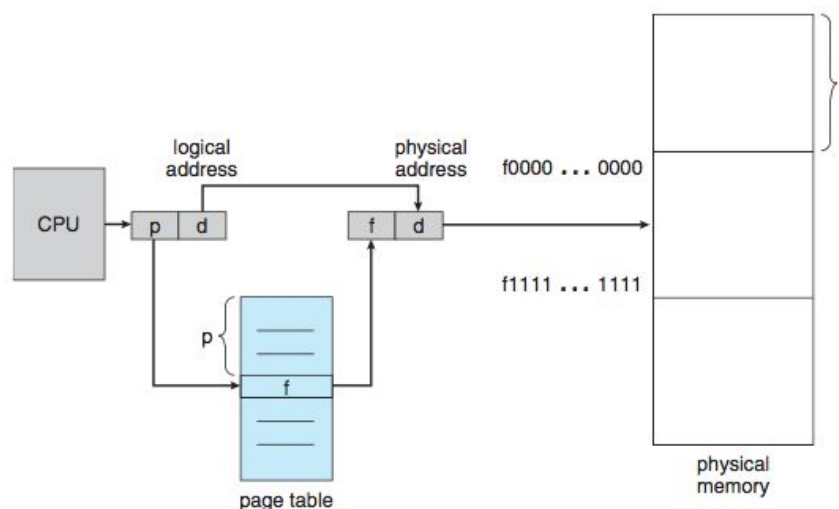 logical
address
physical
address
f0000 ... 0000
CPU
p
d
f
d
f1111 ... 1111
p
f
physical
memory
page table